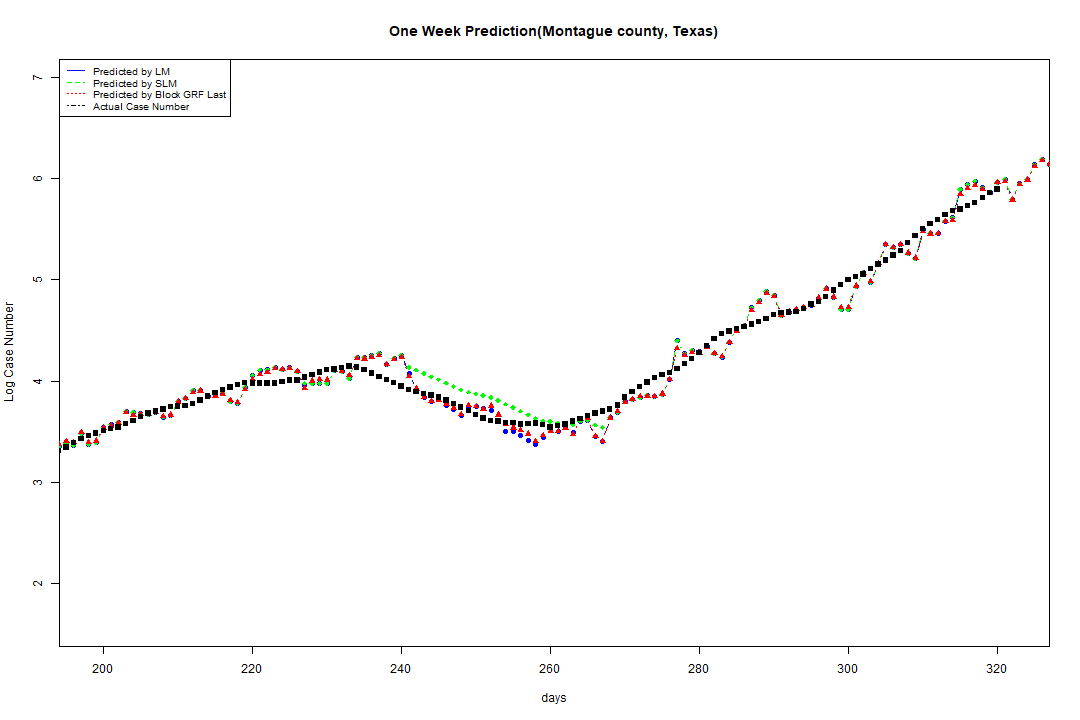 One Week Prediction(Montague county, Texas)
Predicted by LM
Predicted by SLM
Predicted by Block GRF Last
Actual Case Number
7
6
5
4
3
2
Log Case Number
200 220 240 260 280 300 320
days